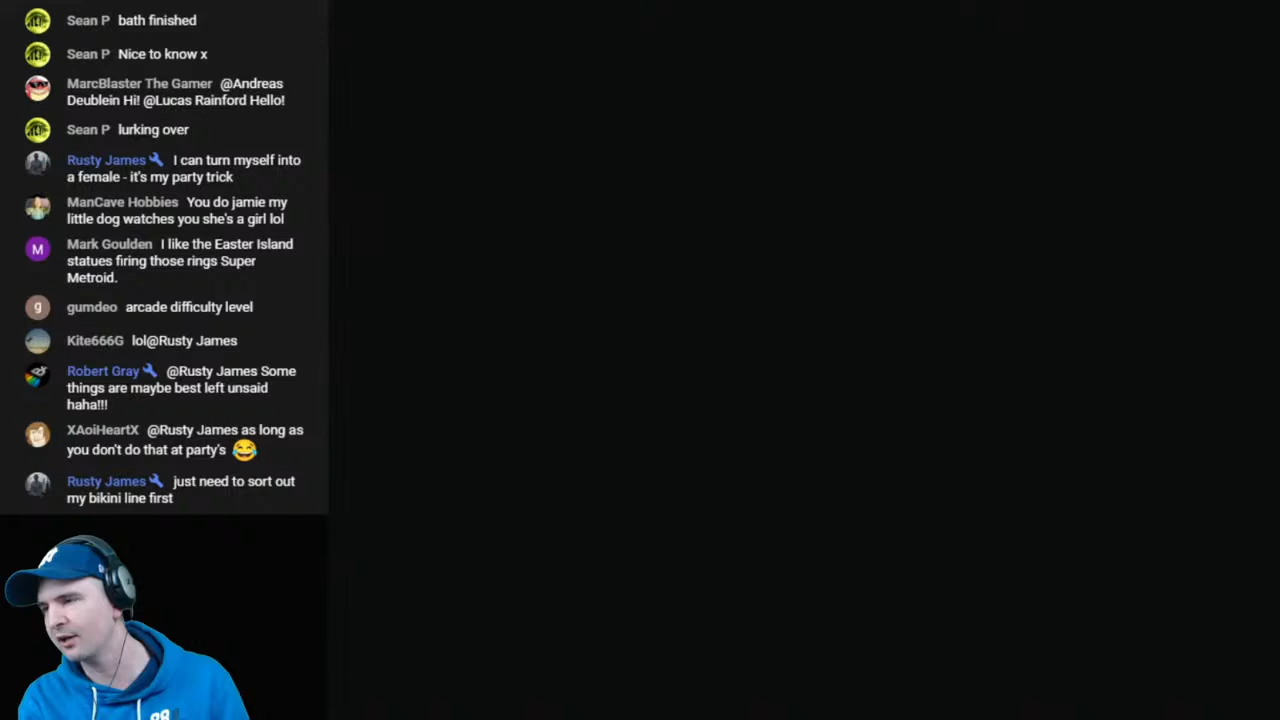 Sean P bath finished
Sean P Nice to know x
MarcBlaster The Gamer @Andreas
Deublein Hi! @Lucas Rainford Hello!
Sean P lurking over
Rusty James I can turn myself into
a female - it's my party trick
ManCave Hobbies You do jamie my
little dog watches you she's a girl lol
M
Mark Goulden I like the Easter Island
statues firing those rings Super
Metroid.
g
gumdeo arcade difficulty level
Kite666G lol@Rusty James
Robert Gray @Rusty James Some
things are maybe best left unsaid
haha!!!
XAoiHeartX @Rusty James as long as
you don't do that at party's 😂
Rusty James just need to sort out
my bikini line first